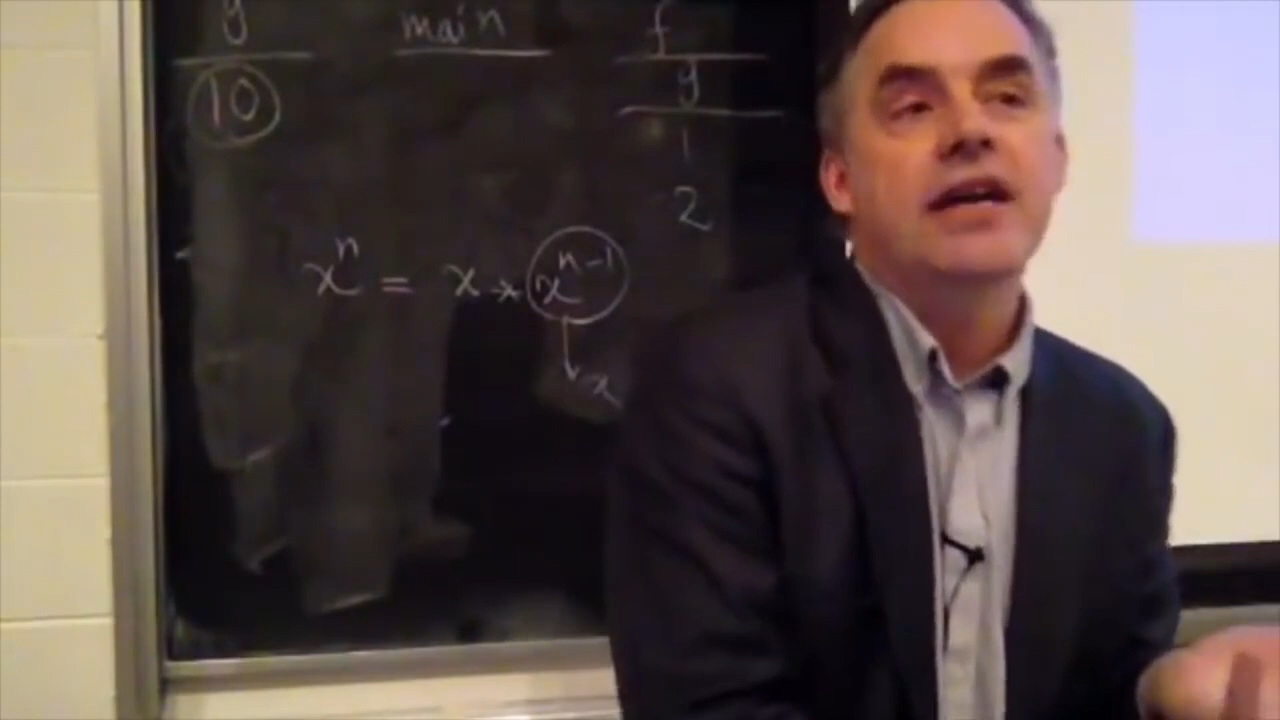 y main f
10 y
1
2
x^n = x * x^{n-1}
x